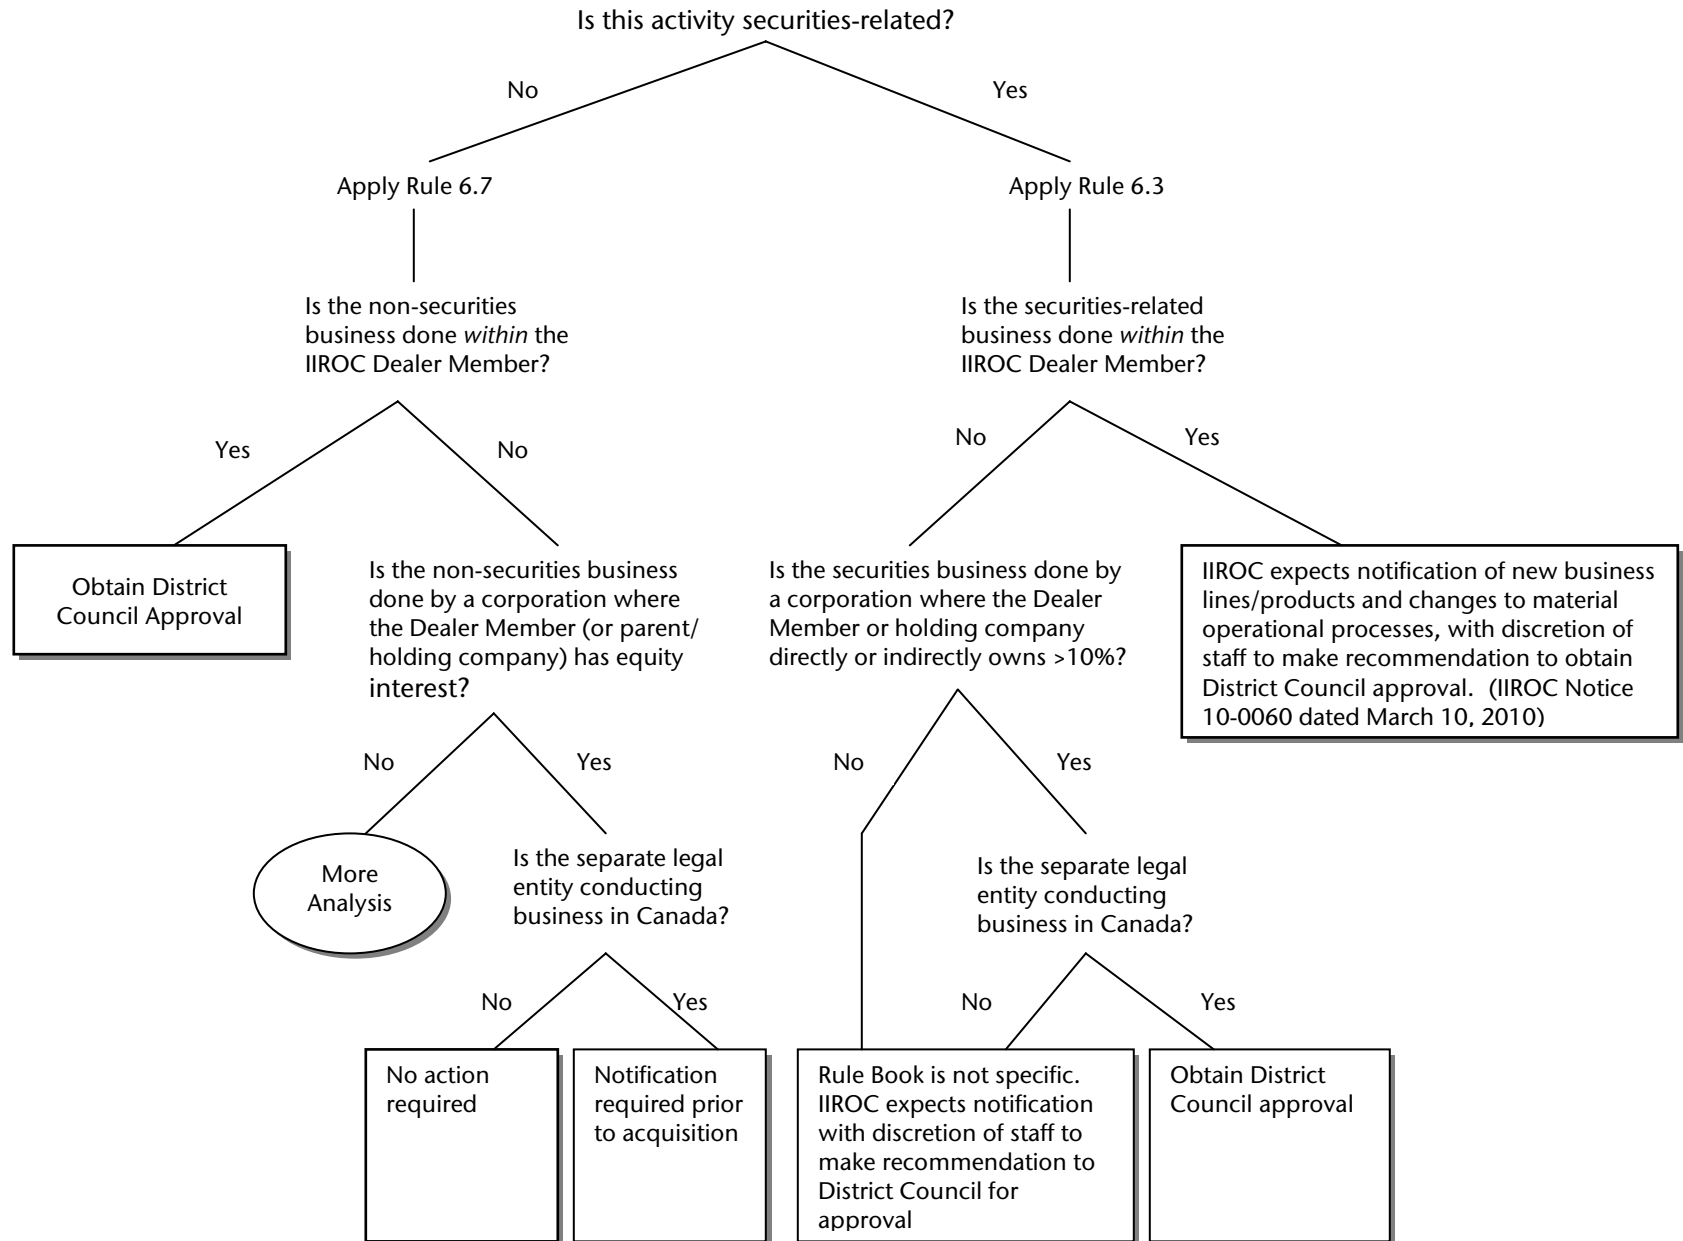 Is this activity securities-related?
No
Yes
Apply Rule 6.7
Apply Rule 6.3
Is the non-securities
business done within the
IIROC Dealer Member?
Is the securities-related
business done within the
IIROC Dealer Member?
Yes
No
No
Yes
Obtain District
Council Approval
Is the non-securities business
done by a corporation where
the Dealer Member (or parent/
holding company) has equity
interest?
Is the securities business done by
a corporation where the Dealer
Member or holding company
directly or indirectly owns >10%?
IIROC expects notification of new business
lines/products and changes to material
operational processes, with discretion of
staff to make recommendation to obtain
District Council approval. (IIROC Notice
10-0060 dated March 10, 2010)
No
Yes
No
Yes
More
Analysis
Is the separate legal
entity conducting
business in Canada?
Is the separate legal
entity conducting
business in Canada?
No
Yes
No
Yes
No action
required
Notification
required prior
to acquisition
Rule Book is not specific.
IIROC expects notification
with discretion of staff to
make recommendation to
District Council for
approval
Obtain District
Council approval